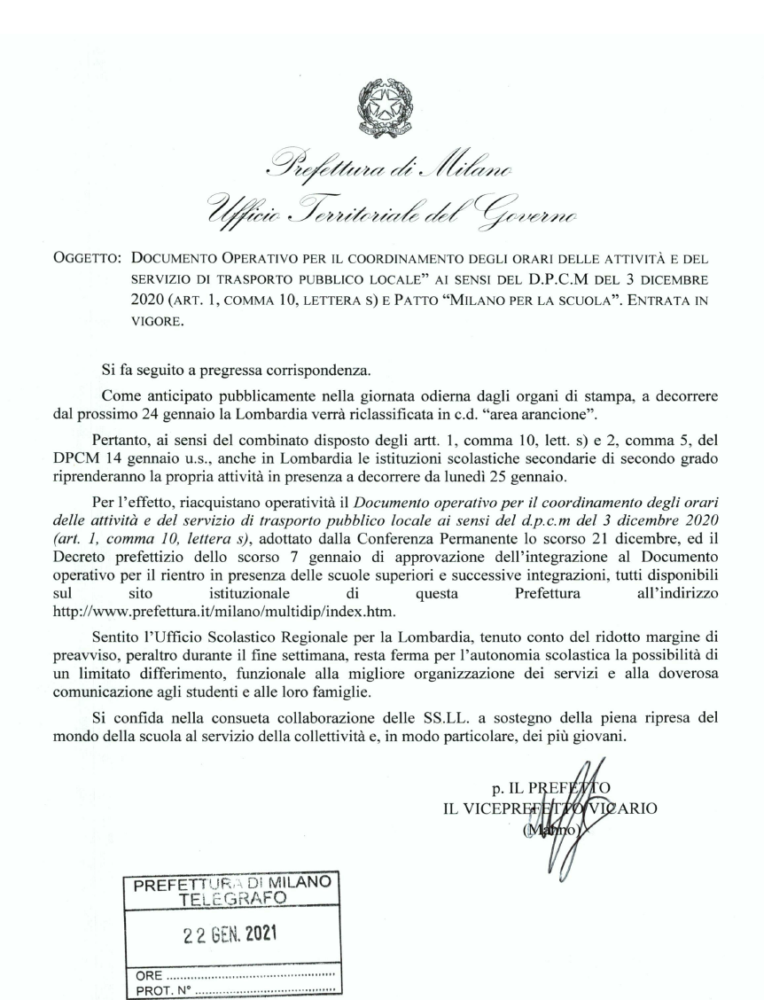 Prefettura di Milano
Ufficio Territoriale del Governo
OGGETTO: DOCUMENTO OPERATIVO PER IL COORDINAMENTO DEGLI ORARI DELLE ATTIVITÀ E DEL
SERVIZIO DI TRASPORTO PUBBLICO LOCALE” AI SENSI DEL D.P.C.M DEL 3 DICEMBRE
2020 (ART. 1, COMMA 10, LETTERA S) E PATTO “MILANO PER LA SCUOLA”. ENTRATA IN
VIGORE.
Si fa seguito a pregressa corrispondenza.
Come anticipato pubblicamente nella giornata odierna dagli organi di stampa, a decorrere
dal prossimo 24 gennaio la Lombardia verrà riclassificata in c.d. “area arancione”.
Pertanto, ai sensi del combinato disposto degli artt. 1, comma 10, lett. s) e 2, comma 5, del
DPCM 14 gennaio u.s., anche in Lombardia le istituzioni scolastiche secondarie di secondo grado
riprenderanno la propria attività in presenza a decorrere da lunedì 25 gennaio.
Per l’effetto, riacquistano operatività il Documento operativo per il coordinamento degli orari
delle attività e del servizio di trasporto pubblico locale ai sensi del d.p.c.m del 3 dicembre 2020
(art. 1, comma 10, lettera s), adottato dalla Conferenza Permanente lo scorso 21 dicembre, ed il
Decreto prefettizio dello scorso 7 gennaio di approvazione dell’integrazione al Documento
operativo per il rientro in presenza delle scuole superiori e successive integrazioni, tutti disponibili
sul sito istituzionale di questa Prefettura all’indirizzo
http://www.prefettura.it/milano/multidip/index.htm.
Sentito l’Ufficio Scolastico Regionale per la Lombardia, tenuto conto del ridotto margine di
preavviso, peraltro durante il fine settimana, resta ferma per l’autonomia scolastica la possibilità di
un limitato differimento, funzionale alla migliore organizzazione dei servizi e alla doverosa
comunicazione agli studenti e alle loro famiglie.
Si confida nella consueta collaborazione delle SS.LL. a sostegno della piena ripresa del
mondo della scuola al servizio della collettività e, in modo particolare, dei più giovani.
p. IL PREFETTO
IL VICEPREFETTO VICARIO
PREFETTURA DI MILANO
TELEGRAFO
22 GEN. 2021
ORE
PROT. N°